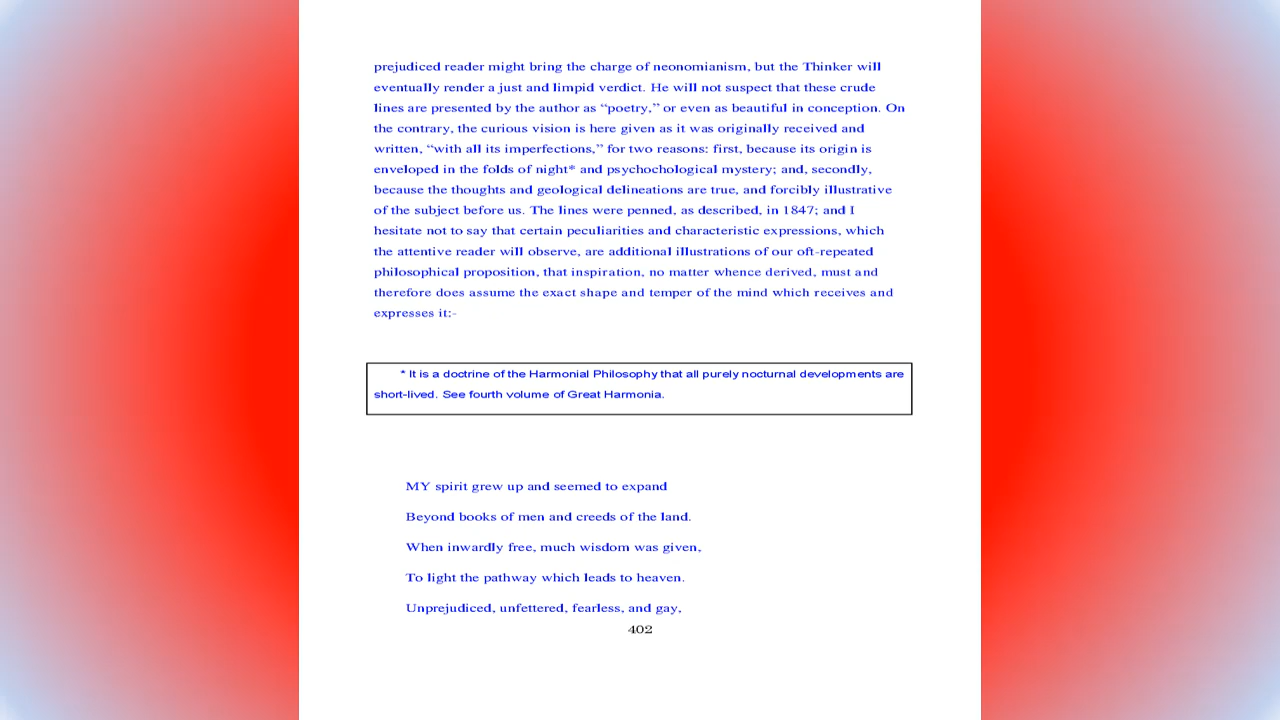 prejudiced reader might bring the charge of neonomianism, but the Thinker will
eventually render a just and limpid verdict. He will not suspect that these crude
lines are presented by the author as “poetry,” or even as beautiful in conception. On
the contrary, the curious vision is here given as it was originally received and
written, “with all its imperfections,” for two reasons: first, because its origin is
enveloped in the folds of night* and psychochological mystery; and, secondly,
because the thoughts and geological delineations are true, and forcibly illustrative
of the subject before us. The lines were penned, as described, in 1847; and I
hesitate not to say that certain peculiarities and characteristic expressions, which
the attentive reader will observe, are additional illustrations of our oft-repeated
philosophical proposition, that inspiration, no matter whence derived, must and
therefore does assume the exact shape and temper of the mind which receives and
expresses it:-
* It is a doctrine of the Harmonial Philosophy that all purely nocturnal developments are
short-lived. See fourth volume of Great Harmonia.
MY spirit grew up and seemed to expand
Beyond books of men and creeds of the land.
When inwardly free, much wisdom was given,
To light the pathway which leads to heaven.
Unprejudiced, unfettered, fearless, and gay,
402